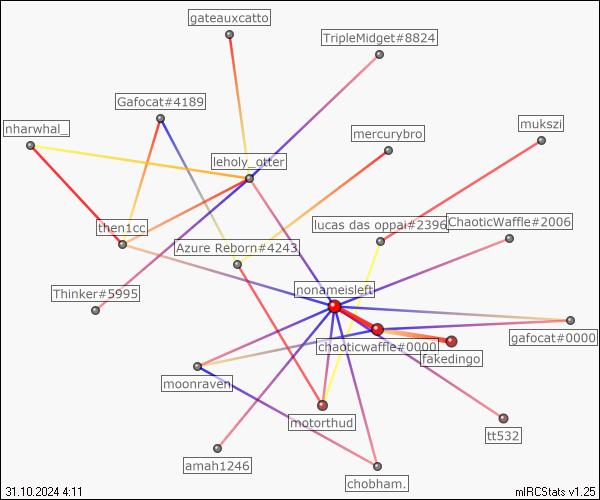 gateauxcatto
TripleMidget#8824
Gafocat#4189
nharwhal_
mukszi
mercurybro
leholy_otter
then1cc
lucas das oppai#2396
ChaoticWaffle#2006
Azure Reborn#4243
Thinker#5995
nonameisleft
chaoticwaffle#0000
gafocat#0000
fakedingo
moonraven
motorthud
tt532
amah1246
chobham.
31.10.2024 4:11
mIRCStats v1.25